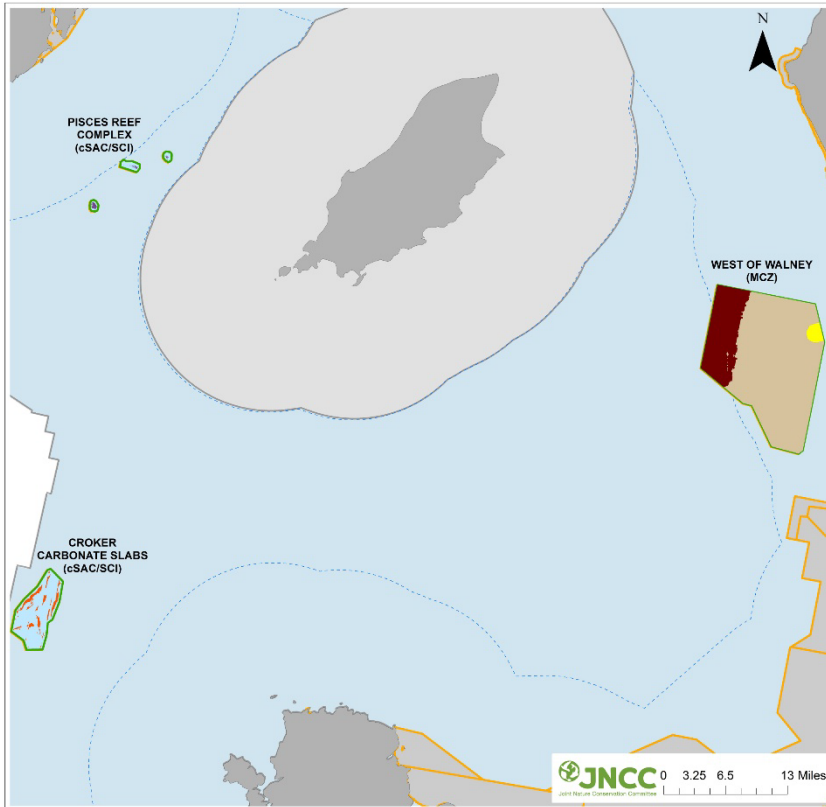 N
PISCES REEF
COMPLEX
(cSAC/SCI)
WEST OF WALNEY
(MCZ)
CROKER
CARBONATE SLABS
(cSAC/SCI)
JNCC
Joint Nature Conservation Committee
0 3.25 6.5 13 Miles